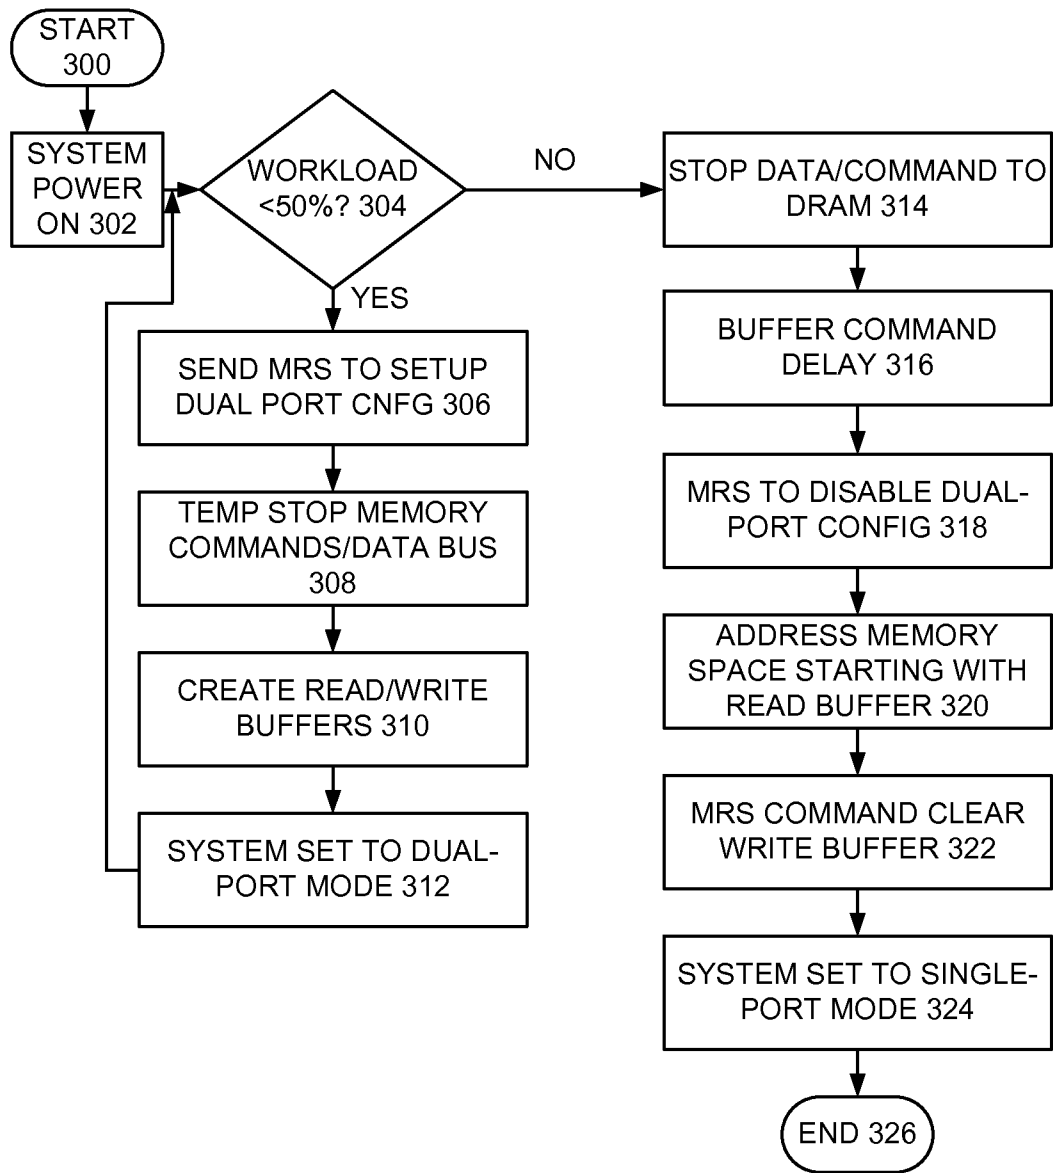 START
300
SYSTEM
POWER
ON 302
WORKLOAD
<50%? 304
NO
YES
SEND MRS TO SETUP
DUAL PORT CNFG 306
TEMP STOP MEMORY
COMMANDS/DATA BUS
308
CREATE READ/WRITE
BUFFERS 310
SYSTEM SET TO DUAL-
PORT MODE 312
STOP DATA/COMMAND TO
DRAM 314
BUFFER COMMAND
DELAY 316
MRS TO DISABLE DUAL-
PORT CONFIG 318
ADDRESS MEMORY
SPACE STARTING WITH
READ BUFFER 320
MRS COMMAND CLEAR
WRITE BUFFER 322
SYSTEM SET TO SINGLE-
PORT MODE 324
END 326